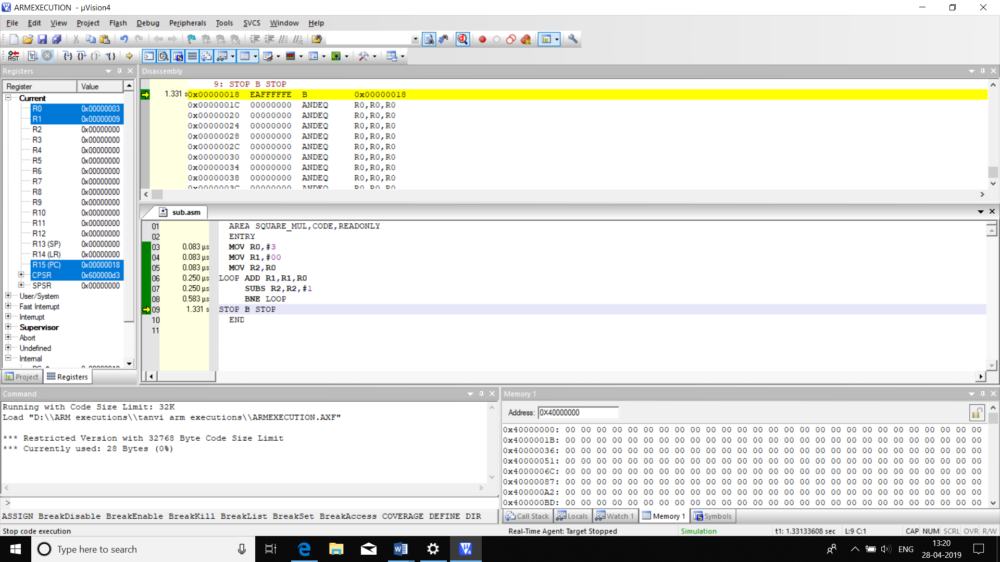 ARMEXECUTION - µVision4
File Edit View Project Flash Debug Peripherals Tools SVCS Window Help
RST
Registers
Register Value
Current
R0 0x00000003
R1 0x00000009
R2 0x00000000
R3 0x00000000
R4 0x00000000
R5 0x00000000
R6 0x00000000
R7 0x00000000
R8 0x00000000
R9 0x00000000
R10 0x00000000
R11 0x00000000
R12 0x00000000
R13 (SP) 0x00000000
R14 (LR) 0x00000000
R15 (PC) 0x00000018
CPSR 0x600000d3
SPSR 0x00000000
User/System
Fast Interrupt
Interrupt
Supervisor
Abort
Undefined
Internal
Project Registers
Disassembly
9: STOP B STOP
1.331 s 0x00000018 EAFFFFFE B 0x00000018
0x0000001C 00000000 ANDEQ R0,R0,R0
0x00000020 00000000 ANDEQ R0,R0,R0
0x00000024 00000000 ANDEQ R0,R0,R0
0x00000028 00000000 ANDEQ R0,R0,R0
0x0000002C 00000000 ANDEQ R0,R0,R0
0x00000030 00000000 ANDEQ R0,R0,R0
0x00000034 00000000 ANDEQ R0,R0,R0
0x00000038 00000000 ANDEQ R0,R0,R0
0x0000003C 00000000 ANDEQ R0,R0,R0
sub.asm
01 AREA SQUARE_MUL,CODE,READONLY
02 ENTRY
03 0.083 µs MOV R0,#3
04 0.083 µs MOV R1,#00
05 0.083 µs MOV R2,R0
06 0.250 µs LOOP ADD R1,R1,R0
07 0.250 µs SUBS R2,R2,#1
08 0.583 µs BNE LOOP
09 1.331 s STOP B STOP
10 END
11
Command
Running with Code Size Limit: 32K
Load "D:\\ARM executions\\tanvi arm executions\\ARMEXECUTION.AXF"
*** Restricted Version with 32768 Byte Code Size Limit
*** Currently used: 28 Bytes (0%)
>
ASSIGN BreakDisable BreakEnable BreakKill BreakList BreakSet BreakAccess COVERAGE DEFINE DIR
Memory 1
Address: 0X40000000
0x40000000: 00 00 00 00 00 00 00 00 00 00 00 00 00 00 00 00 00 00 00 00 00 00 00 00 00 00 00
0x4000001B: 00 00 00 00 00 00 00 00 00 00 00 00 00 00 00 00 00 00 00 00 00 00 00 00 00 00 00
0x40000036: 00 00 00 00 00 00 00 00 00 00 00 00 00 00 00 00 00 00 00 00 00 00 00 00 00 00 00
0x40000051: 00 00 00 00 00 00 00 00 00 00 00 00 00 00 00 00 00 00 00 00 00 00 00 00 00 00 00
0x4000006C: 00 00 00 00 00 00 00 00 00 00 00 00 00 00 00 00 00 00 00 00 00 00 00 00 00 00 00
0x40000087: 00 00 00 00 00 00 00 00 00 00 00 00 00 00 00 00 00 00 00 00 00 00 00 00 00 00 00
0x400000A2: 00 00 00 00 00 00 00 00 00 00 00 00 00 00 00 00 00 00 00 00 00 00 00 00 00 00 00
0x400000BD: 00 00 00 00 00 00 00 00 00 00 00 00 00 00 00 00 00 00 00 00 00 00 00 00 00 00 00
Call Stack Locals Watch 1 Memory 1 Symbols
Stop code execution Real-Time Agent: Target Stopped Simulation t1: 1.33133608 sec L:9 C:1 CAP NUM SCRL OVR R/W
Type here to search ENG
13:20
28-04-2019